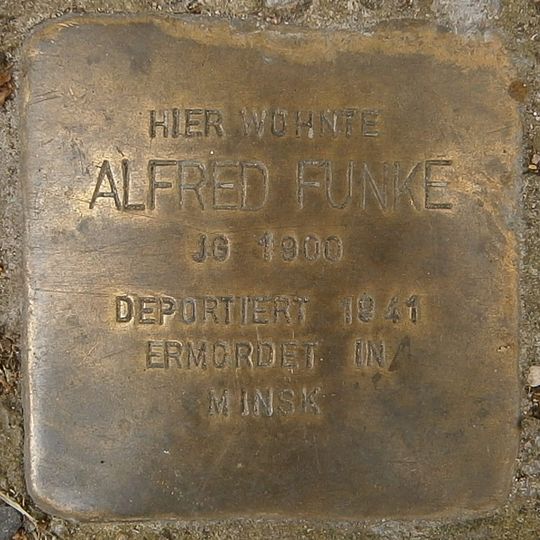 HIER WOHNTE
ALFRED FUNKE
JG 1900
DEPORTIERT 1941
ERMORDET IN
MINSK